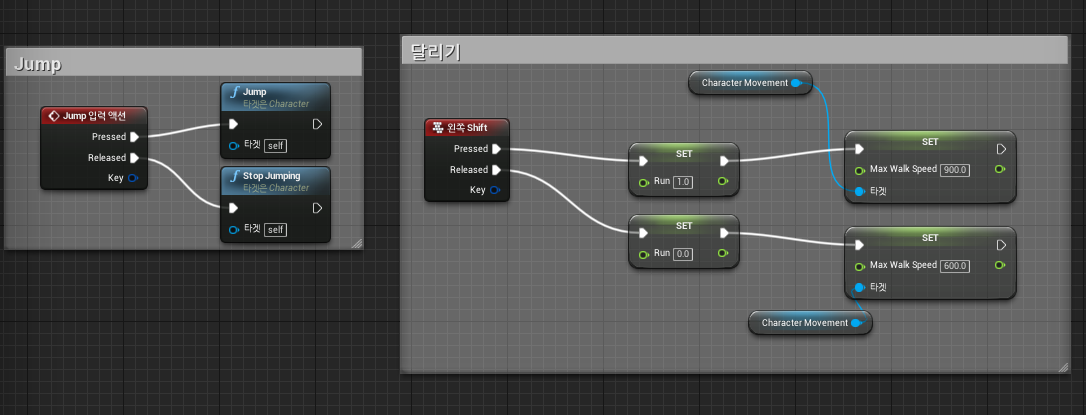 Jump
Jump 입력 액션
Pressed
Released
Key
Jump
타겟은 Character
타겟 self
Stop Jumping
타겟은 Character
타겟 self
달리기
Character Movement
왼쪽 Shift
Pressed
Released
Key
SET
Run 1.0
SET
Run 0.0
SET
Max Walk Speed 900.0
타겟
SET
Max Walk Speed 600.0
타겟
Character Movement